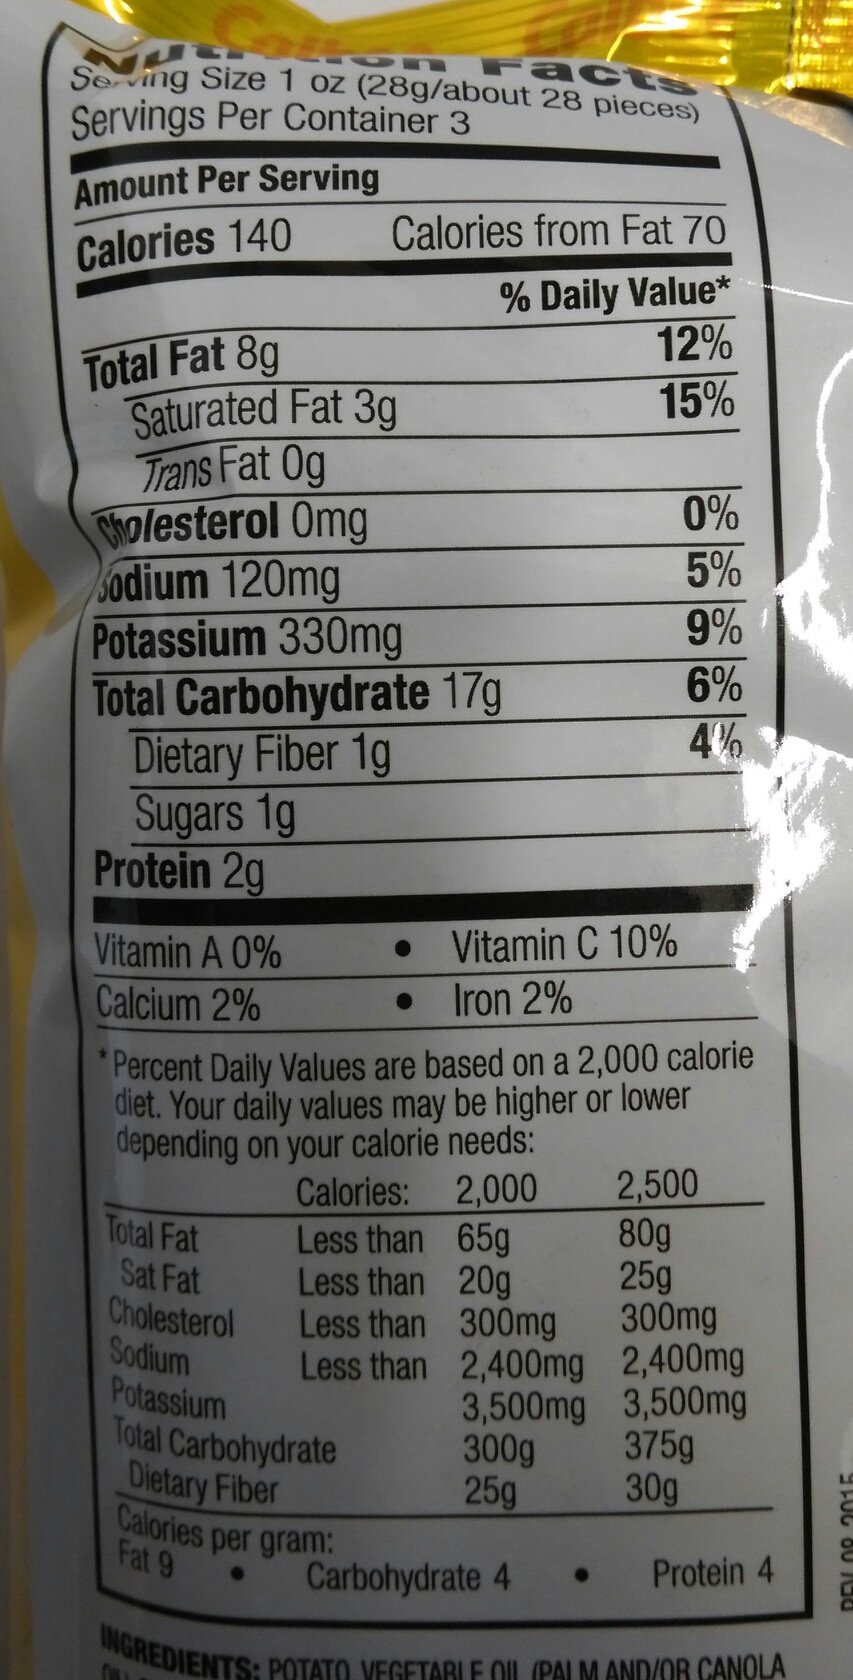 Nutrition Facts
Serving Size 1 oz (28g/about 28 pieces)
Servings Per Container 3
Amount Per Serving
Calories 140 Calories from Fat 70
% Daily Value*
Total Fat 8g 12%
Saturated Fat 3g 15%
Trans Fat 0g
Cholesterol 0mg 0%
Sodium 120mg 5%
Potassium 330mg 9%
Total Carbohydrate 17g 6%
Dietary Fiber 1g 4%
Sugars 1g
Protein 2g
Vitamin A 0% • Vitamin C 10%
Calcium 2% • Iron 2%
*Percent Daily Values are based on a 2,000 calorie
diet. Your daily values may be higher or lower
depending on your calorie needs:
Calories: 2,000 2,500
Total Fat Less than 65g 80g
Sat Fat Less than 20g 25g
Cholesterol Less than 300mg 300mg
Sodium Less than 2,400mg 2,400mg
Potassium 3,500mg 3,500mg
Total Carbohydrate 300g 375g
Dietary Fiber 25g 30g
Calories per gram:
Fat 9 • Carbohydrate 4 • Protein 4
INGREDIENTS: POTATO, VEGETABLE OIL (PALM AND/OR CANOLA
REV 08 2015